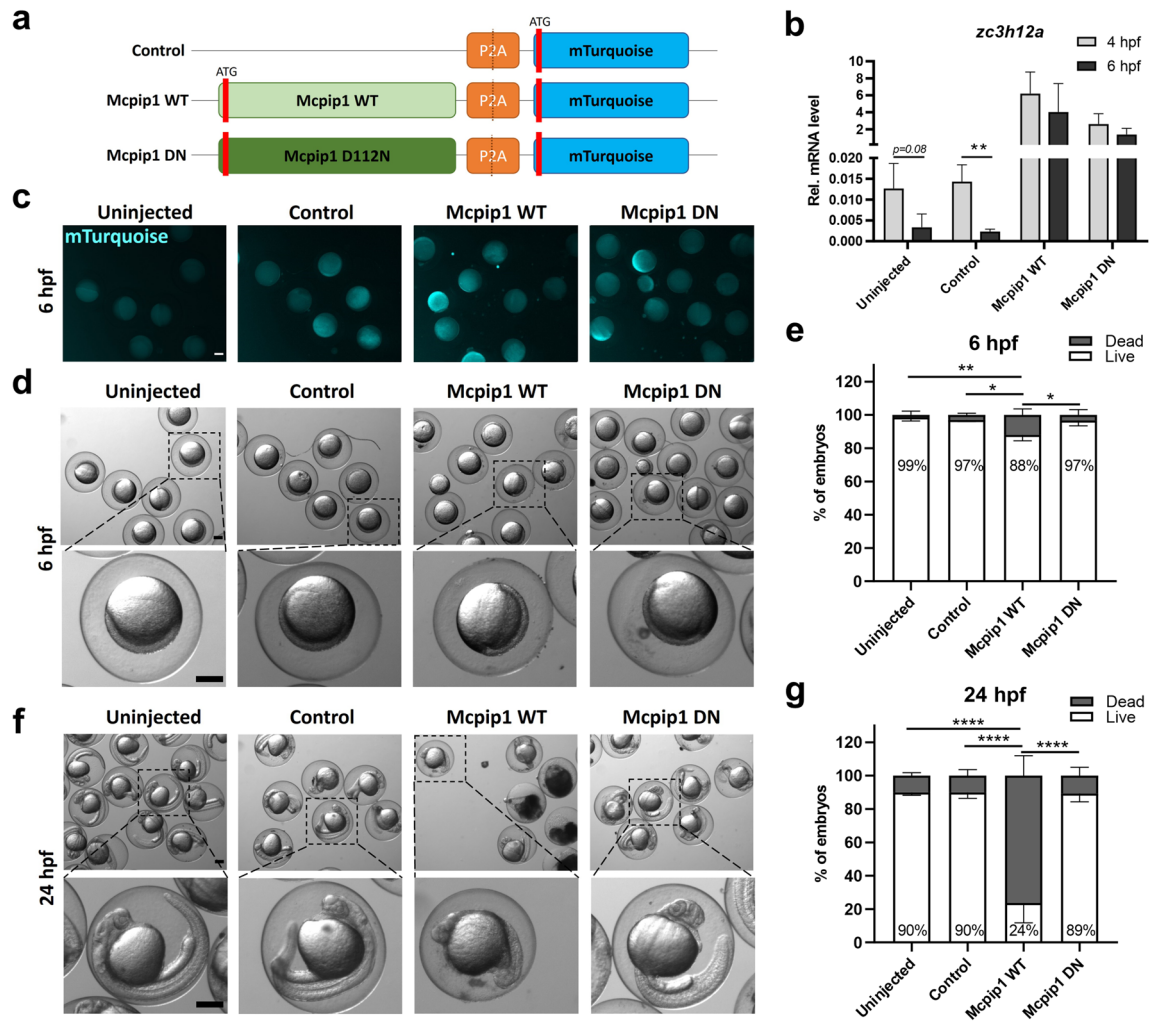 a
ATG
Control
P2A
mTurquoise
ATG
Mcpip1 WT
Mcpip1 WT
P2A
mTurquoise
Mcpip1 DN
Mcpip1 D112N
P2A
mTurquoise
b
zc3h12a
4 hpf
6 hpf
Rel. mRNA level
10
8
6
4
2
0.020
0.015
0.010
0.005
0.000
p=0.08
**
Uninjected
Control
Mcpip1 WT
Mcpip1 DN
c
Uninjected
Control
Mcpip1 WT
Mcpip1 DN
mTurquoise
6 hpf
d
Uninjected
Control
Mcpip1 WT
Mcpip1 DN
6 hpf
e
6 hpf
Dead
Live
% of embryos
120
100
80
60
40
20
0
**
*
*
99%
97%
88%
97%
Uninjected
Control
Mcpip1 WT
Mcpip1 DN
f
Uninjected
Control
Mcpip1 WT
Mcpip1 DN
24 hpf
g
24 hpf
Dead
Live
% of embryos
120
100
80
60
40
20
0
****
****
****
90%
90%
24%
89%
Uninjected
Control
Mcpip1 WT
Mcpip1 DN